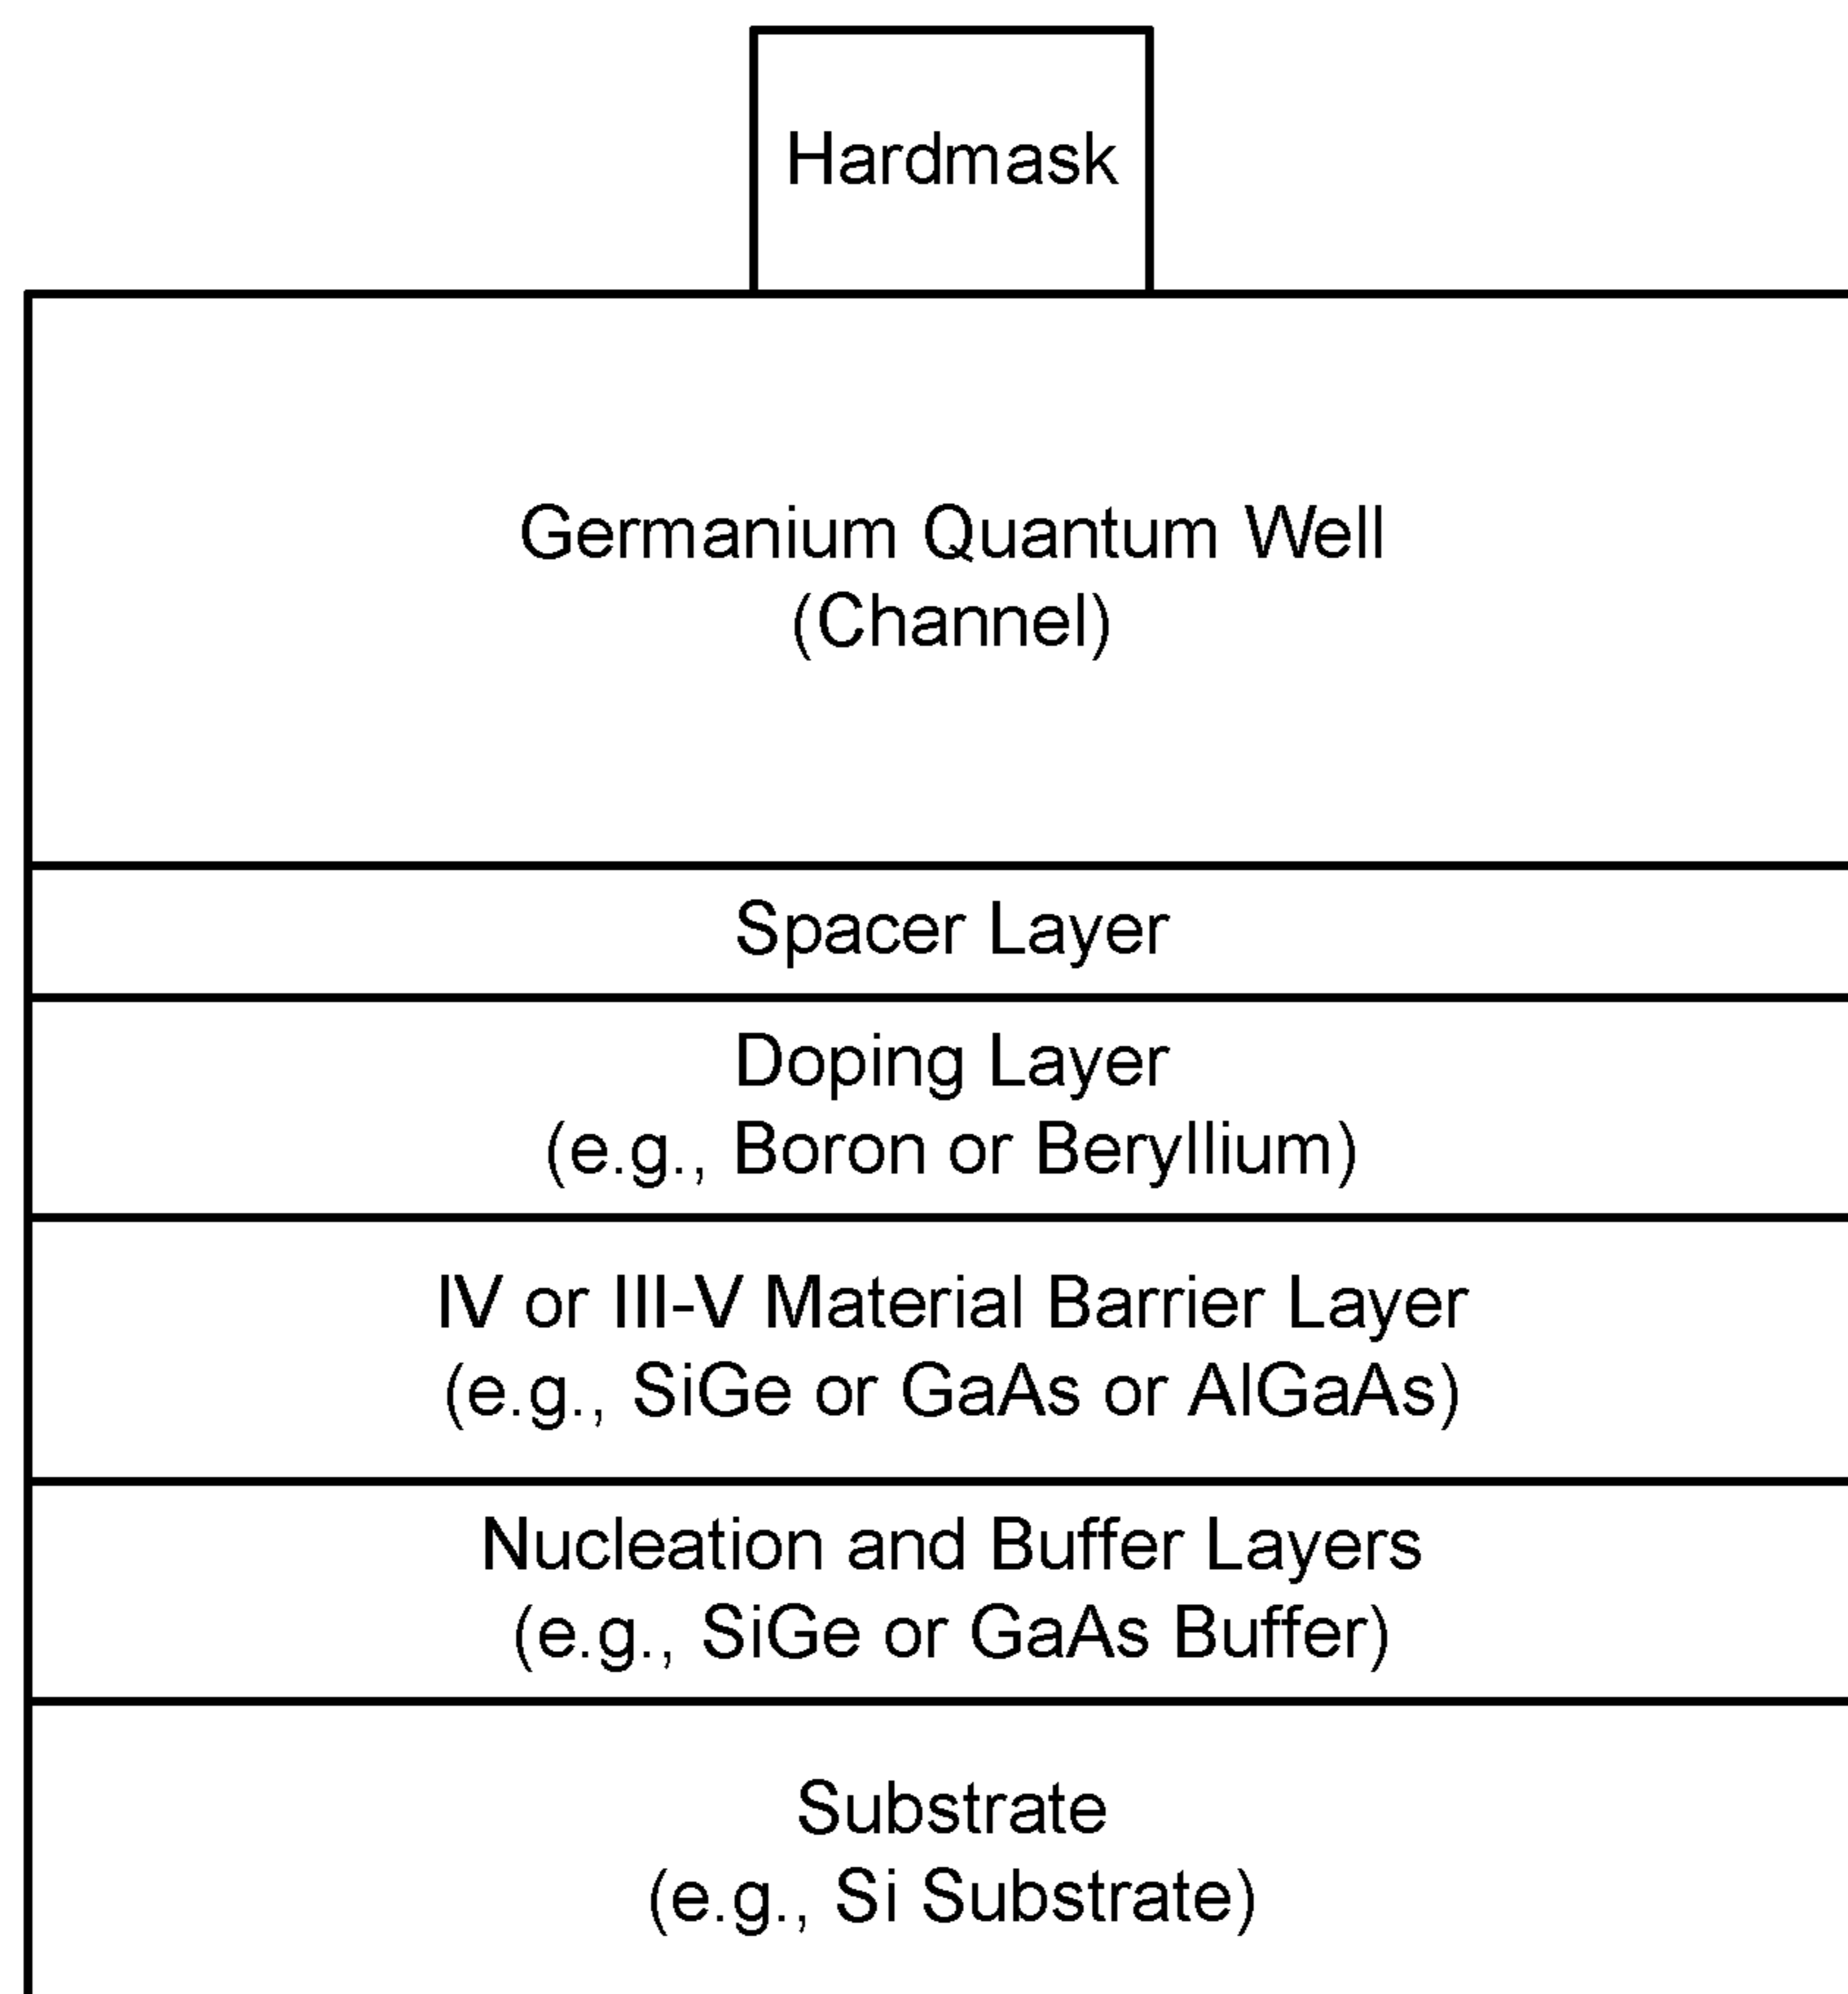 Hardmask
Germanium Quantum Well
(Channel)
Spacer Layer
Doping Layer
(e.g., Boron or Beryllium)
IV or III-V Material Barrier Layer
(e.g., SiGe or GaAs or AlGaAs)
Nucleation and Buffer Layers
(e.g., SiGe or GaAs Buffer)
Substrate
(e.g., Si Substrate)